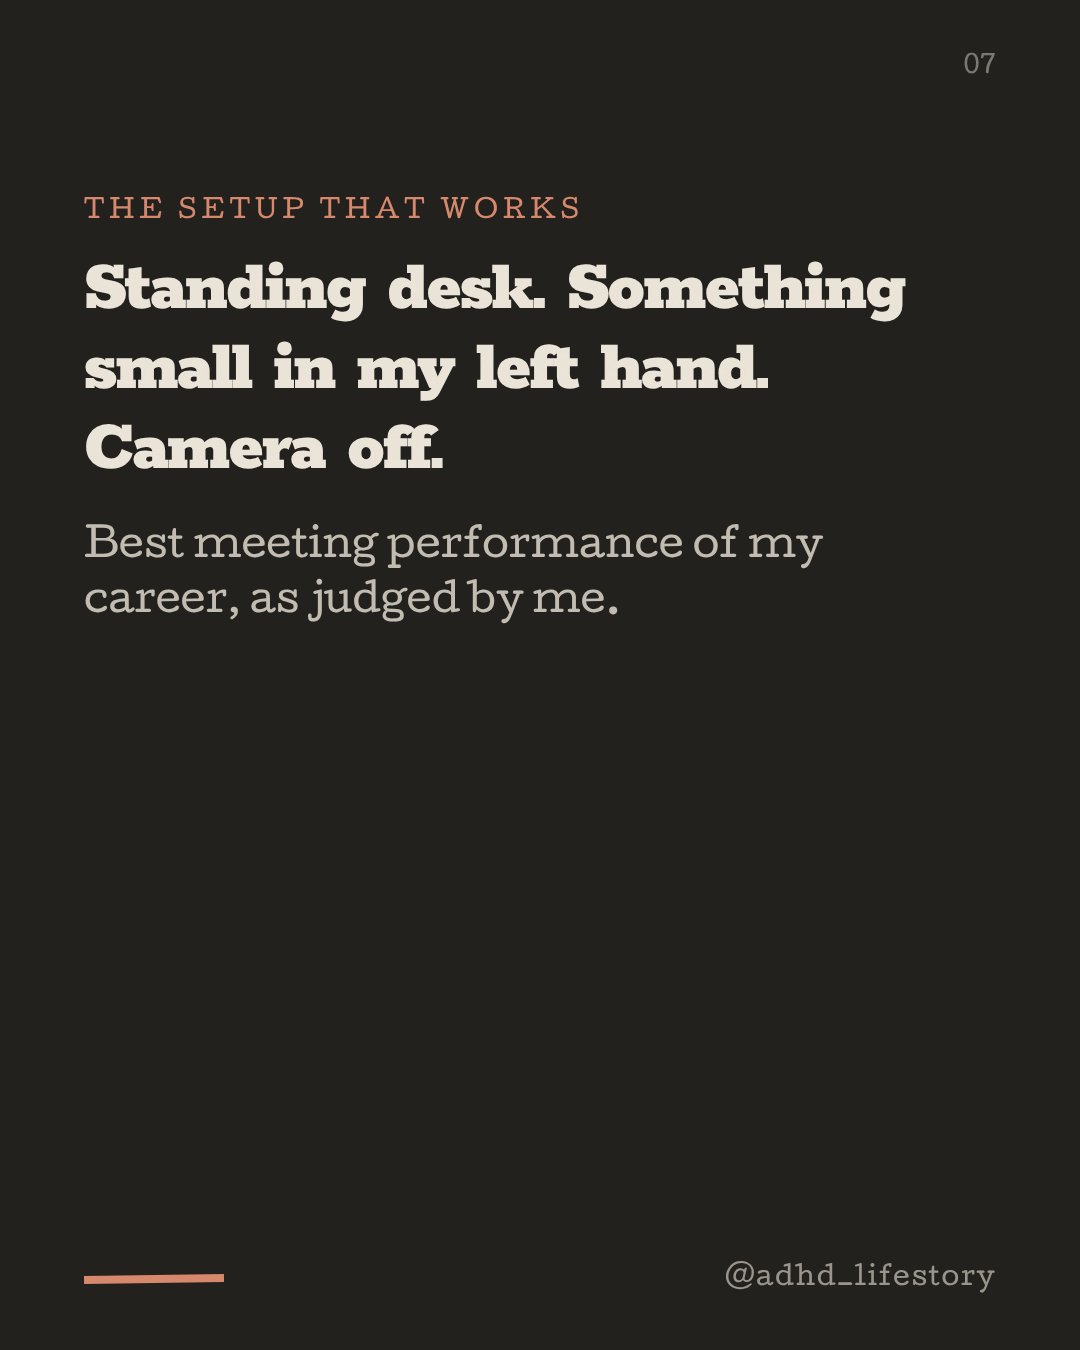 07
THE SETUP THAT WORKS
Standing desk. Something
small in my left hand.
Camera off.
Best meeting performance of my
career, as judged by me.
@adhd_lifestory